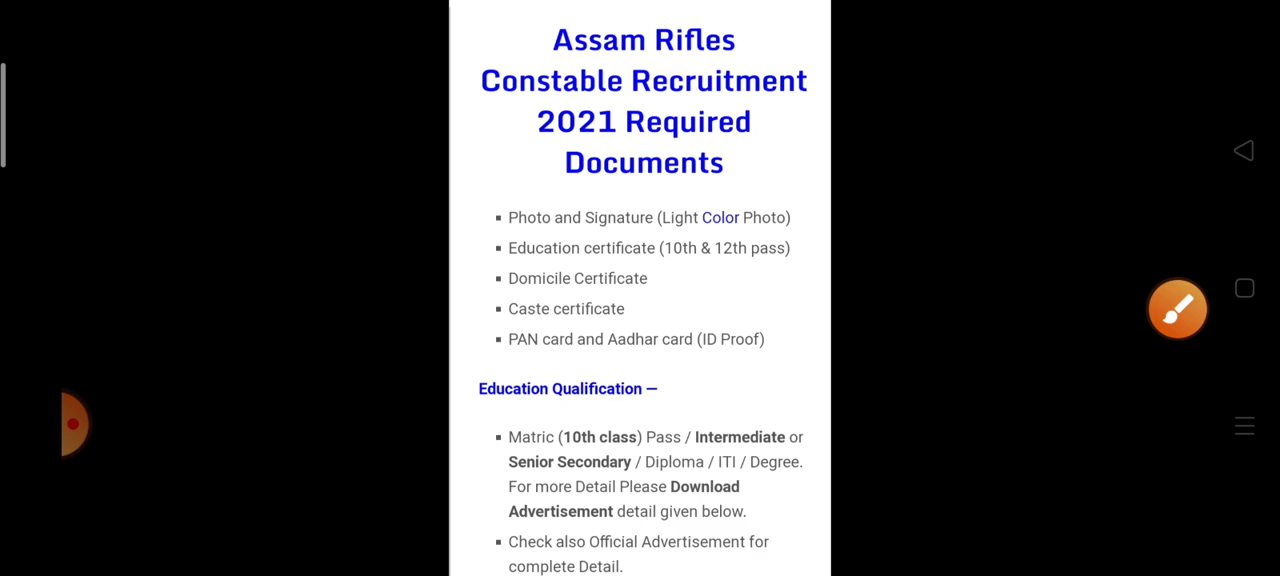 Assam Rifles
Constable Recruitment
2021 Required
Documents
▪ Photo and Signature (Light Color Photo)
▪ Education certificate (10th & 12th pass)
▪ Domicile Certificate
▪ Caste certificate
▪ PAN card and Aadhar card (ID Proof)
Education Qualification —
▪ Matric (10th class) Pass / Intermediate or
Senior Secondary / Diploma / ITI / Degree.
For more Detail Please Download
Advertisement detail given below.
▪ Check also Official Advertisement for
complete Detail.